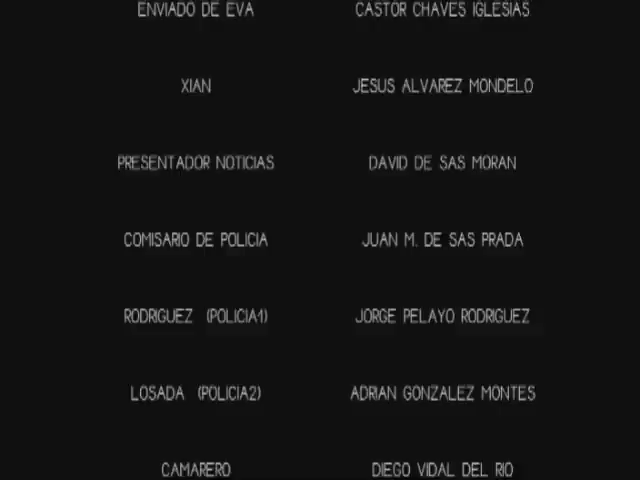 ENVIADO DE EVA CASTOR CHAVES IGLESIAS
XIAN JESUS ALVAREZ MONDELO
PRESENTADOR NOTICIAS DAVID DE SAS MORAN
COMISARIO DE POLICIA JUAN M. DE SAS PRADA
RODRIGUEZ (POLICIA1) JORGE PELAYO RODRIGUEZ
LOSADA (POLICIA2) ADRIAN GONZALEZ MONTES
CAMARERO DIEGO VIDAL DEL RIO